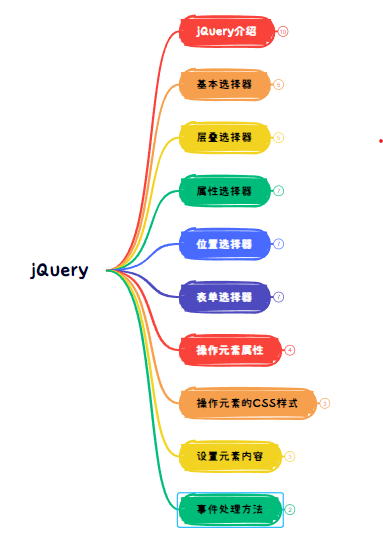 jQuery介绍
10
基本选择器
层叠选择器
属性选择器
7
位置选择器
7
jQuery
表单选择器
7
操作元素属性
4
操作元素的CSS样式
3
设置元素内容
3
事件处理方法
2